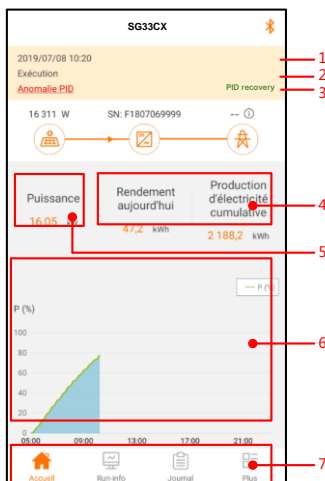 SG33CX
2019/07/08 10:20
Exécution
Anomalie PID
PID recovery
1
2
3
16 311 W
SN: F1807069999
--
Puissance
16,05
Rendement
aujourd'hui
47,2 kWh
Production
d'électricité
cumulative
2 188,2 kWh
4
5
P (%)
P (%)
100
80
60
40
20
0
05:00 09:00 13:00 17:00 21:00
6
Accueil Run-info Journal Plus
7